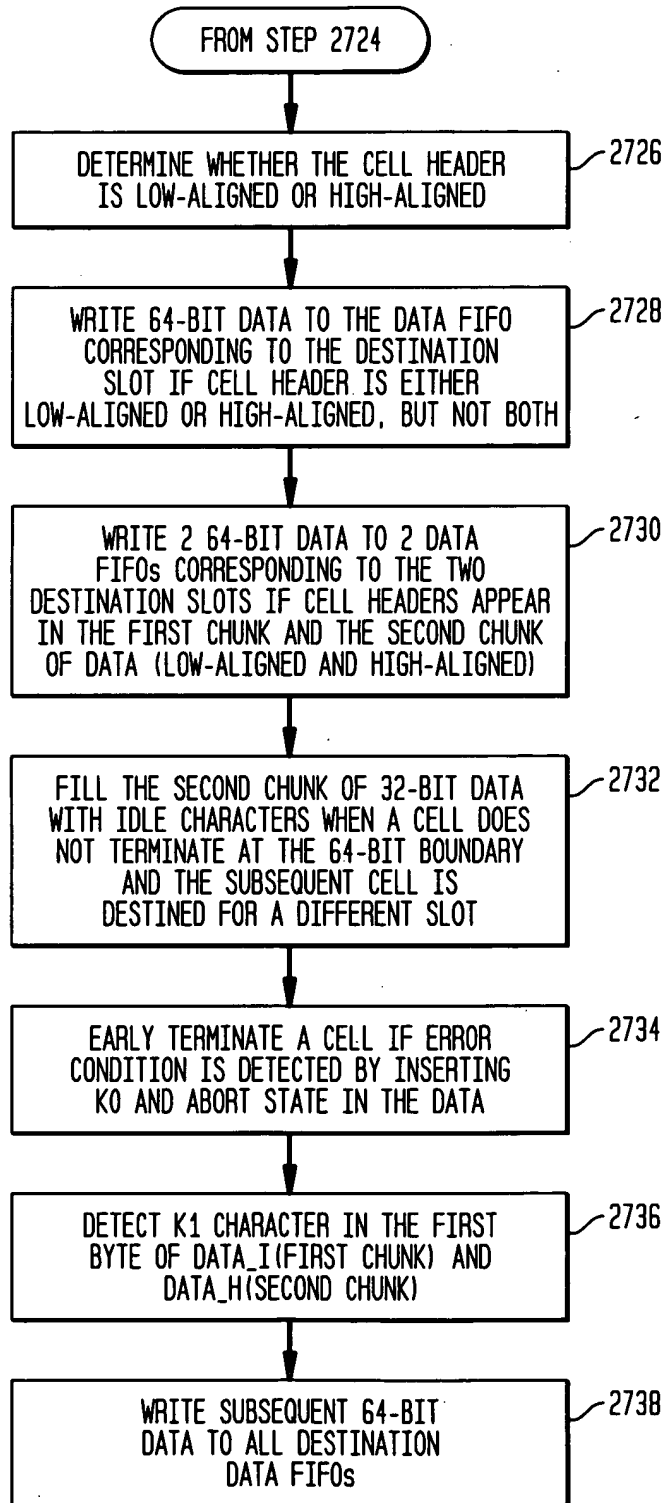 FROM STEP 2724
DETERMINE WHETHER THE CELL HEADER
IS LOW-ALIGNED OR HIGH-ALIGNED
2726
WRITE 64-BIT DATA TO THE DATA FIFO
CORRESPONDING TO THE DESTINATION
SLOT IF CELL HEADER IS EITHER
LOW-ALIGNED OR HIGH-ALIGNED, BUT NOT BOTH
2728
WRITE 2 64-BIT DATA TO 2 DATA
FIFOs CORRESPONDING TO THE TWO
DESTINATION SLOTS IF CELL HEADERS APPEAR
IN THE FIRST CHUNK AND THE SECOND CHUNK
OF DATA (LOW-ALIGNED AND HIGH-ALIGNED)
2730
FILL THE SECOND CHUNK OF 32-BIT DATA
WITH IDLE CHARACTERS WHEN A CELL DOES
NOT TERMINATE AT THE 64-BIT BOUNDARY
AND THE SUBSEQUENT CELL IS
DESTINED FOR A DIFFERENT SLOT
2732
EARLY TERMINATE A CELL IF ERROR
CONDITION IS DETECTED BY INSERTING
K0 AND ABORT STATE IN THE DATA
2734
DETECT K1 CHARACTER IN THE FIRST
BYTE OF DATA_I(FIRST CHUNK) AND
DATA_H(SECOND CHUNK)
2736
WRITE SUBSEQUENT 64-BIT
DATA TO ALL DESTINATION
DATA FIFOs
2738